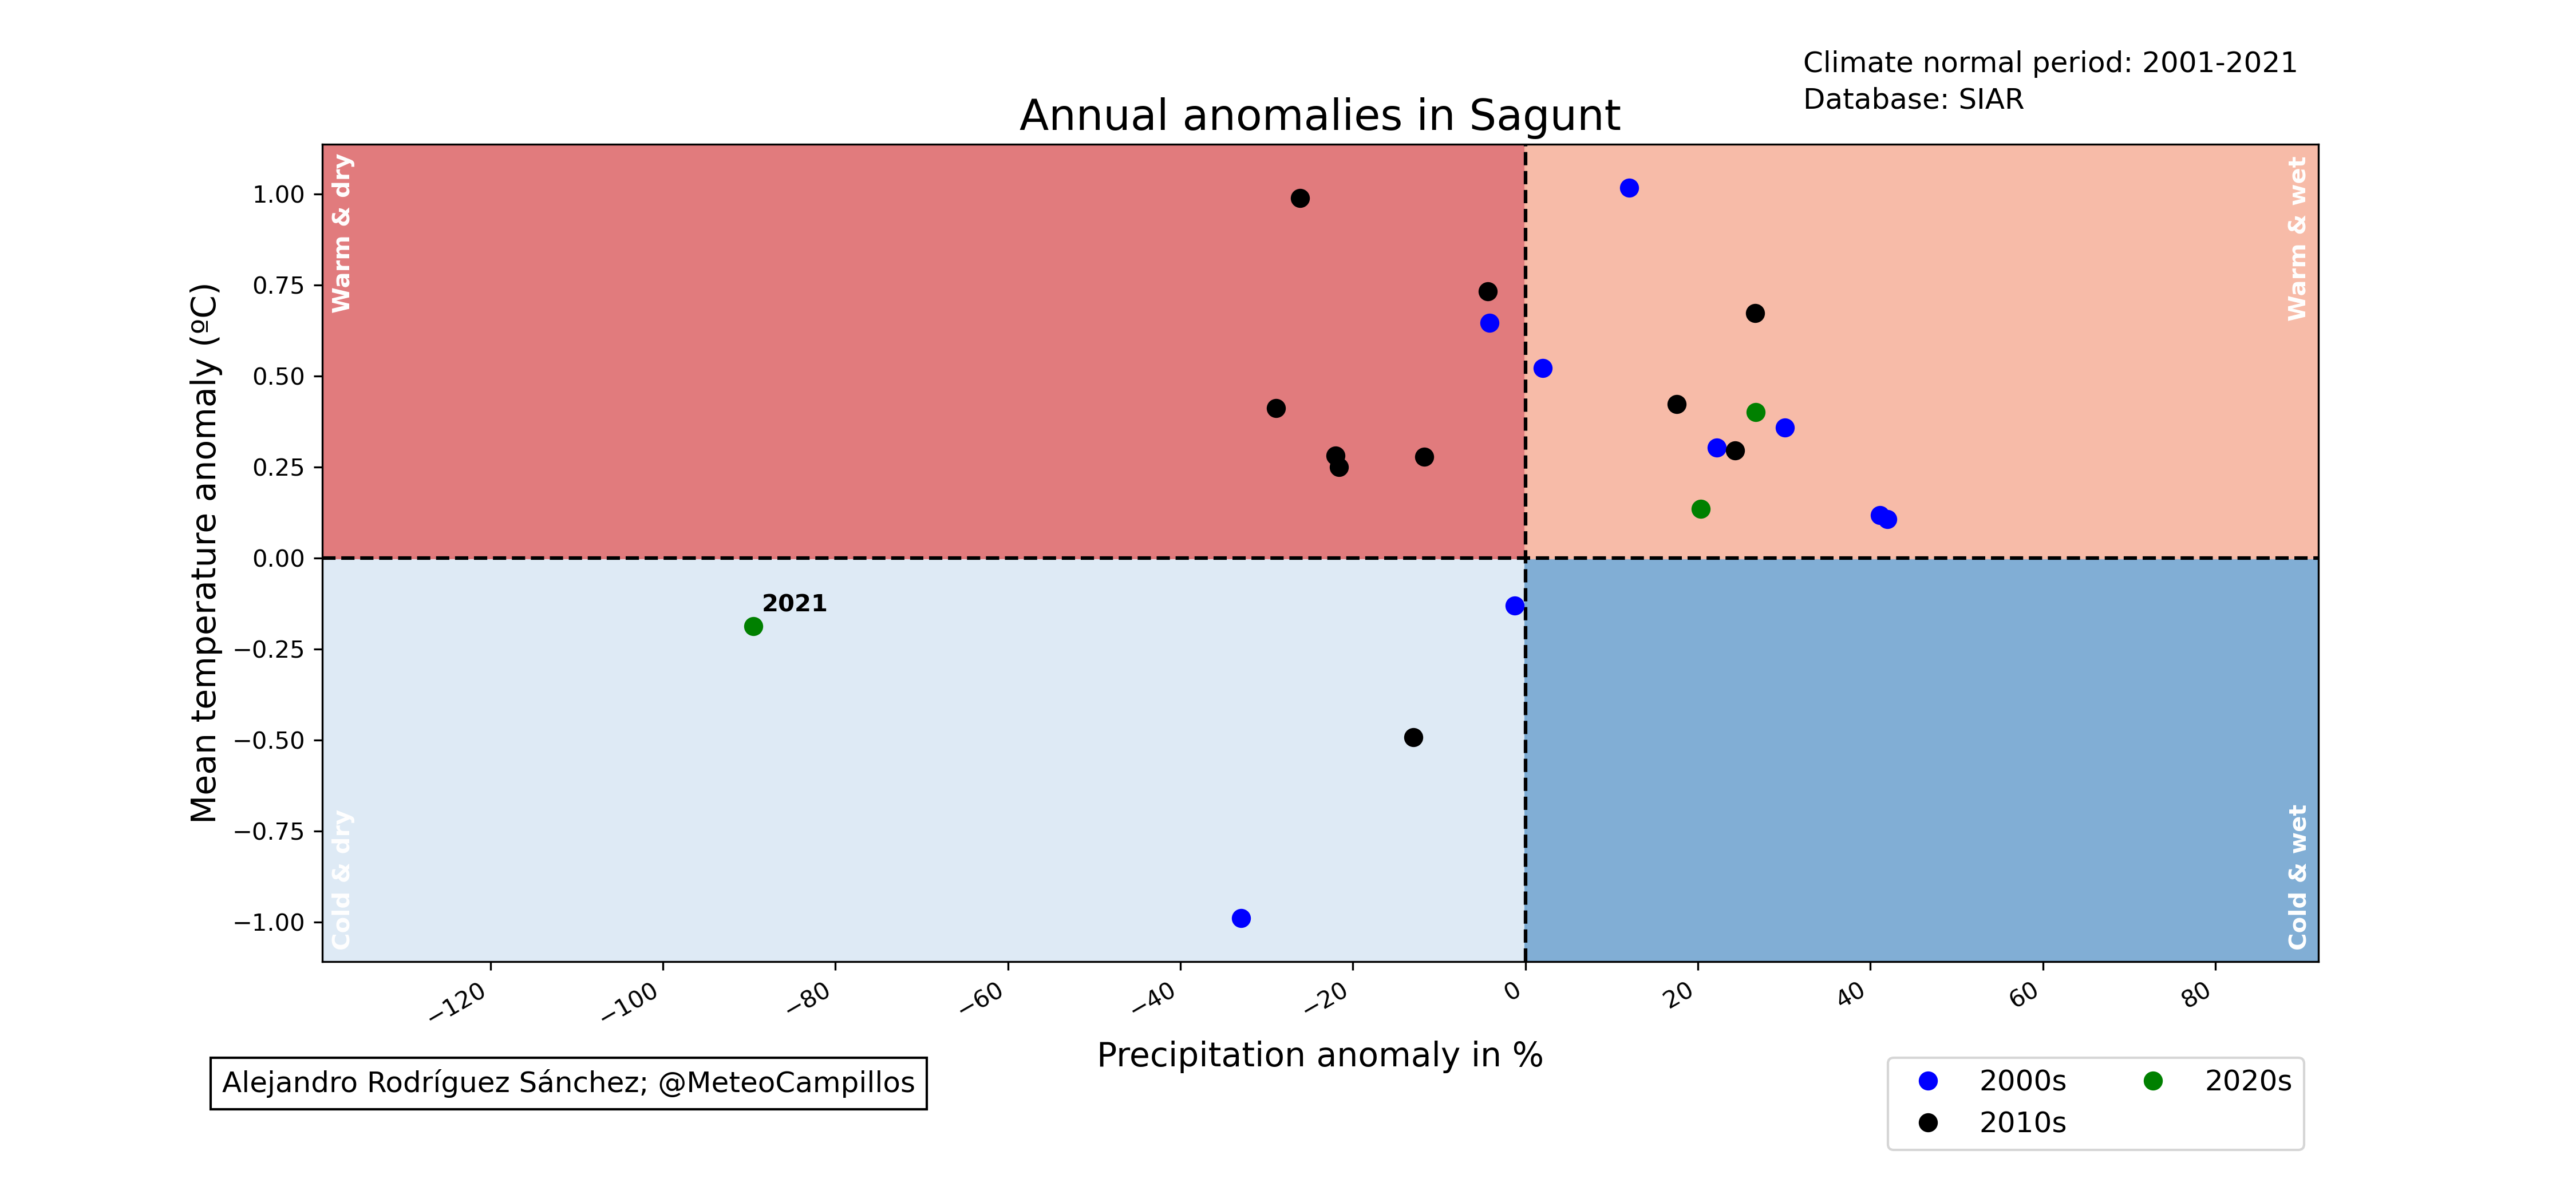 Climate normal period: 2001-2021
Database: SIAR
Annual anomalies in Sagunt
Warm & dry
Warm & wet
Mean temperature anomaly (ºC)
1.00
0.75
0.50
0.25
0.00
−0.25
−0.50
−0.75
−1.00
2021
Cold & dry
Cold & wet
−120
−100
−80
−60
−40
−20
0
20
40
60
80
Precipitation anomaly in %
Alejandro Rodríguez Sánchez; @MeteoCampillos
2000s
2010s
2020s